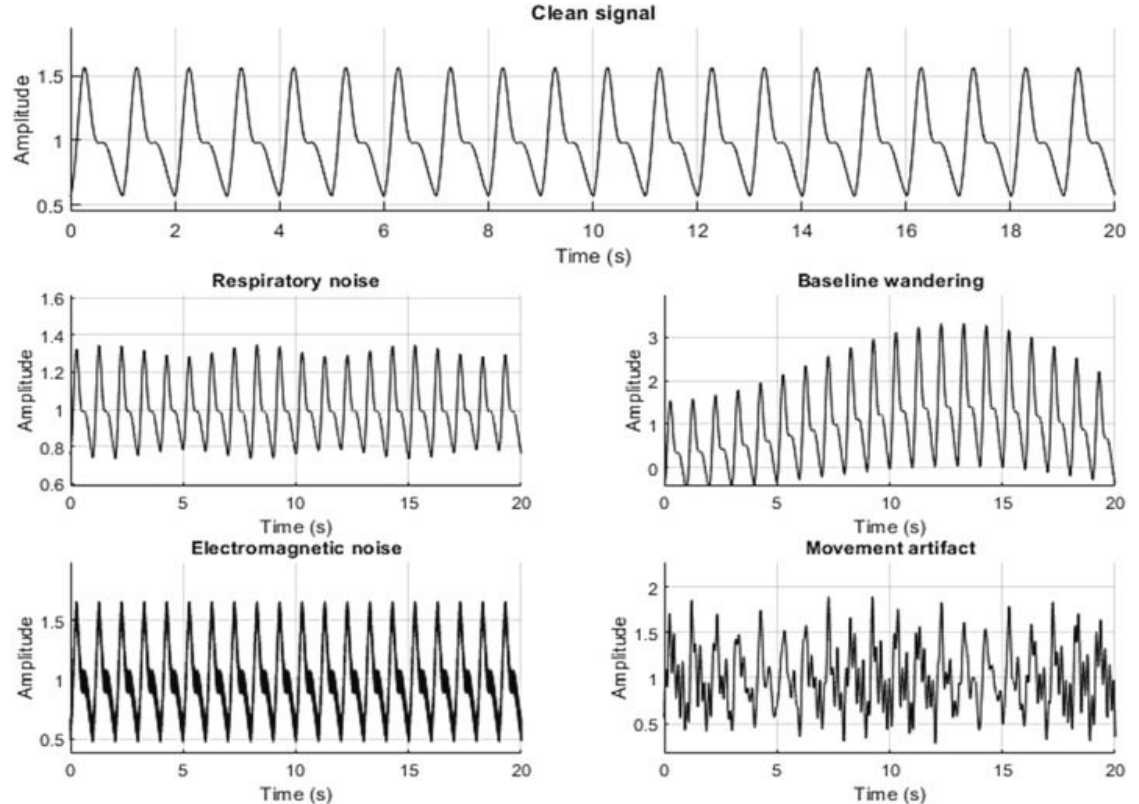 Clean signal
Amplitude
1.5
1
0.5
0 2 4 6 8 10 12 14 16 18 20
Time (s)
Respiratory noise
Amplitude
1.6
1.4
1.2
1
0.8
0.6
0 5 10 15 20
Time (s)
Baseline wandering
Amplitude
3
2
1
0
0 5 10 15 20
Time (s)
Electromagnetic noise
Amplitude
1.5
1
0.5
0 5 10 15 20
Time (s)
Movement artifact
Amplitude
2
1.5
1
0.5
0 5 10 15 20
Time (s)